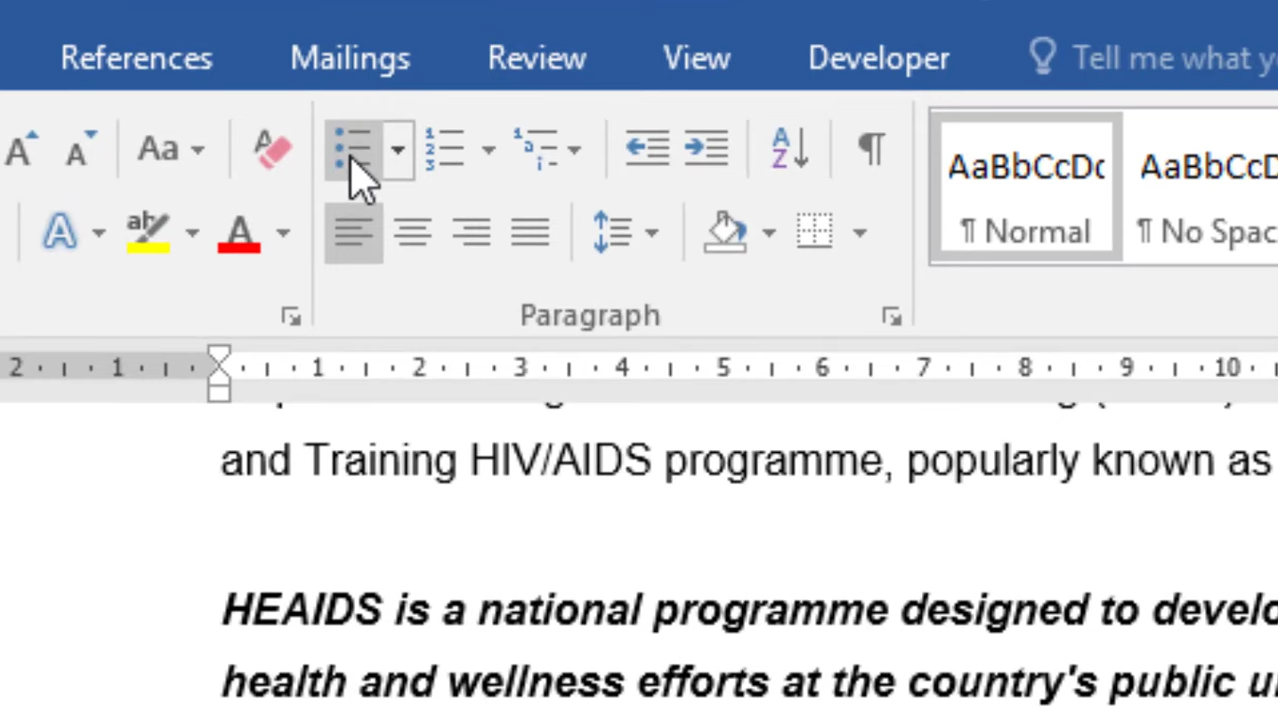 References Mailings Review View Developer Tell me what
Aa
AaBbCcDc AaBbCcD
¶ Normal ¶ No Spac
Paragraph
2 1 1 2 3 4 5 6 7 8 9 10
and Training HIV/AIDS programme, popularly known as
HEAIDS is a national programme designed to develo
health and wellness efforts at the country's public u